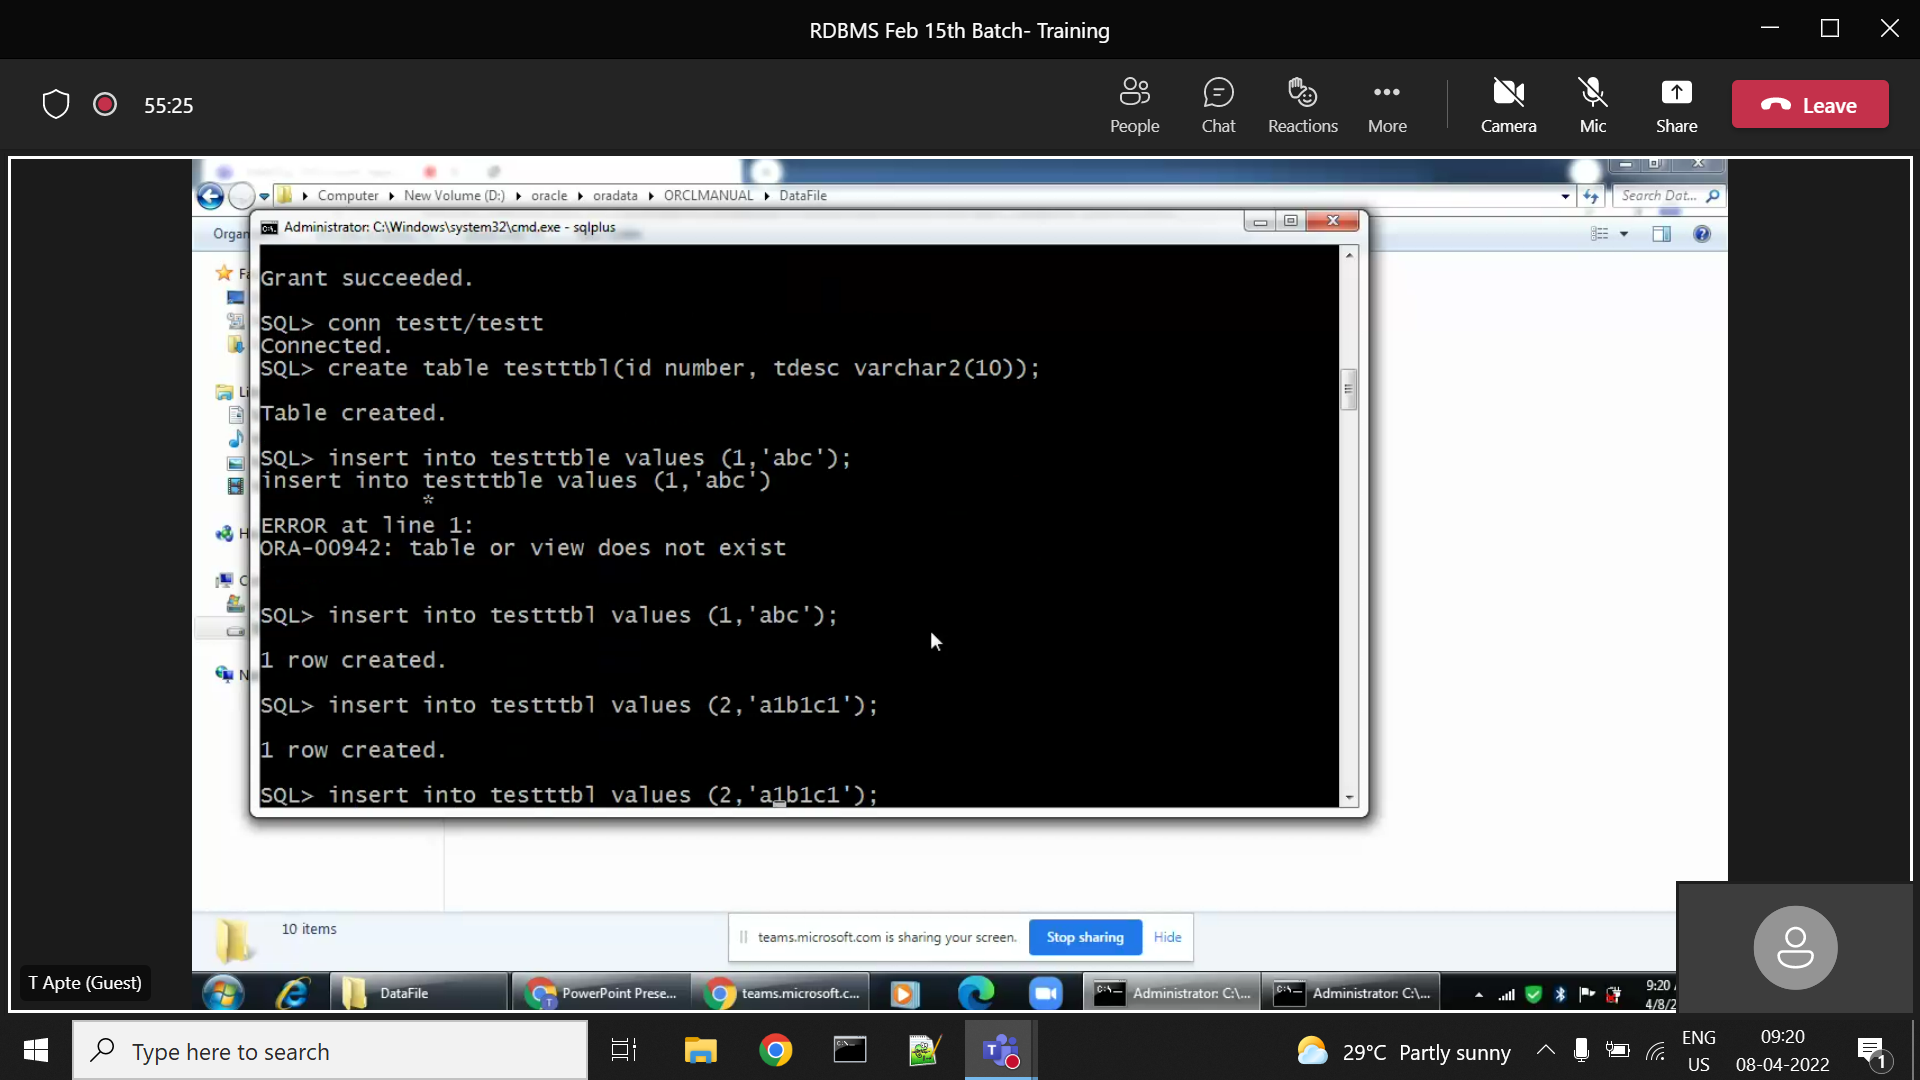 RDBMS Feb 15th Batch- Training
55:25
People
Chat
Reactions
More
Camera
Mic
Share
Leave
Computer
New Volume (D:)
oracle
oradata
ORCLMANUAL
DataFile
Search Dat...
Organ
Administrator: C:\Windows\system32\cmd.exe - sqlplus
Fa
Li
H
C
N
Grant succeeded.
SQL> conn testt/testt
Connected.
SQL> create table testttbl(id number, tdesc varchar2(10));
Table created.
SQL> insert into testttble values (1,'abc');
insert into testttble values (1,'abc')
*
ERROR at line 1:
ORA-00942: table or view does not exist
SQL> insert into testttbl values (1,'abc');
1 row created.
SQL> insert into testttbl values (2,'a1b1c1');
1 row created.
SQL> insert into testttbl values (2,'a1b1c1');
10 items
teams.microsoft.com is sharing your screen.
Stop sharing
Hide
T Apte (Guest)
DataFile
PowerPoint Prese...
teams.microsoft.c...
Administrator: C:\...
Administrator: C:\...
9:20
4/8/2
Type here to search
29°C Partly sunny
ENG
US
09:20
08-04-2022
1